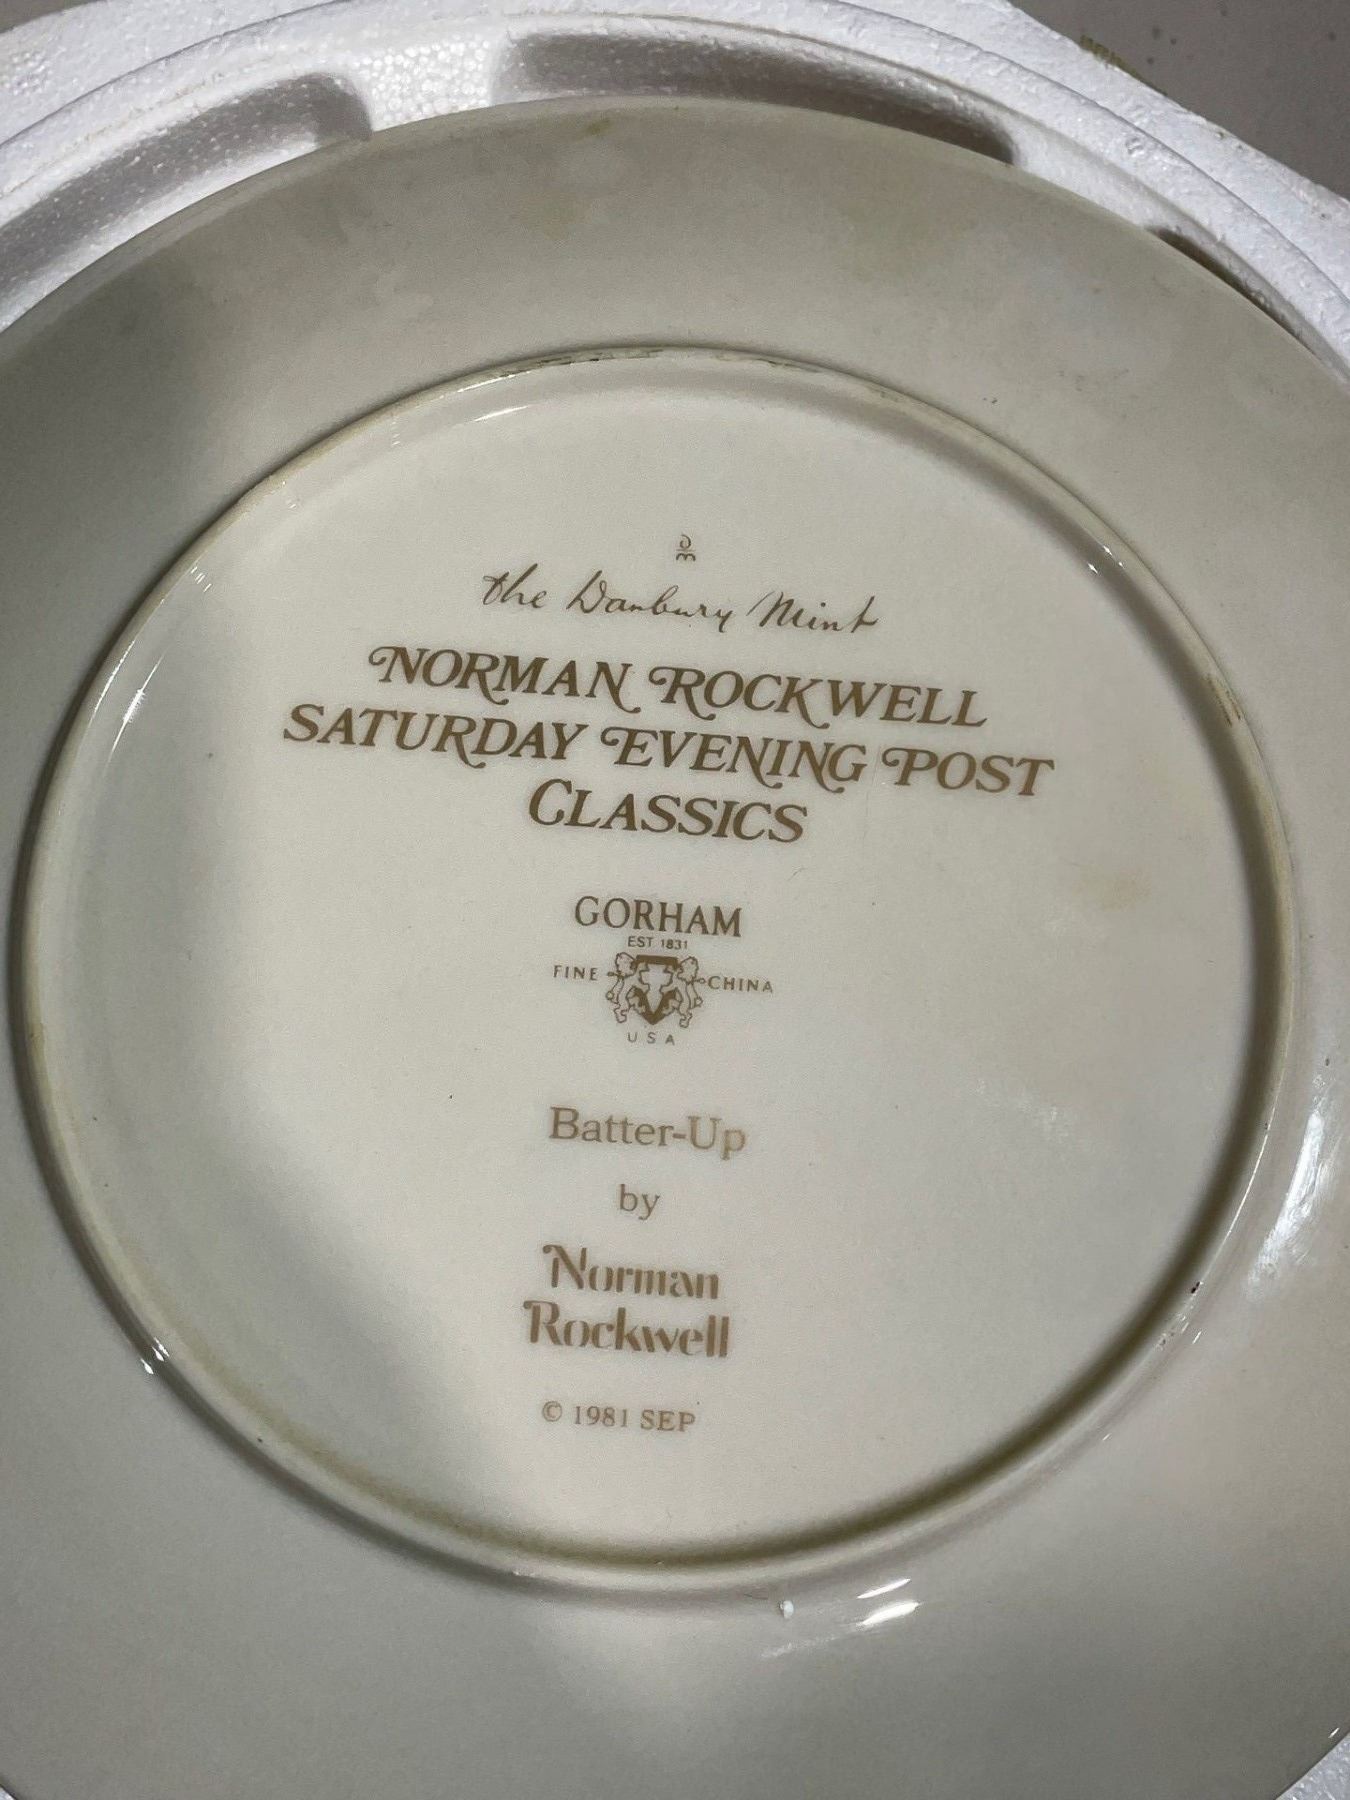 DM
the Danbury Mint
NORMAN ROCKWELL
SATURDAY EVENING POST
CLASSICS
GORHAM
EST 1831
FINE CHINA
USA
Batter-Up
by
Norman
Rockwell
© 1981 SEP